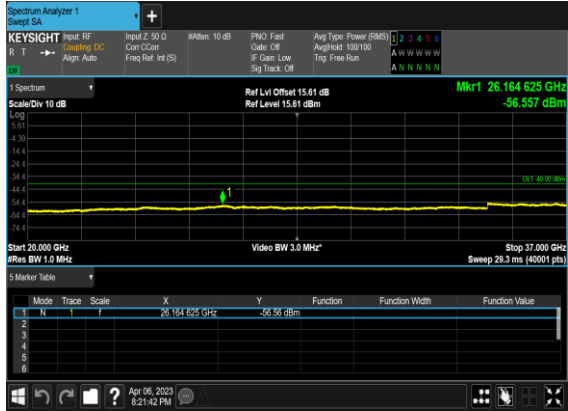 Spectrum Analyzer 1
Swept SA
+
KEYSIGHT Input: RF Input Z: 50 Ω #Atten: 10 dB PNO: Fast Avg Type: Power (RMS) 1 2 3 4 5 6
R T Coupling: DC Corr CCorr Gate: Off Avg|Hold: 100/100 A W W W W W
Align: Auto Freq Ref: Int (S) IF Gain: Low Trig: Free Run
LXI Sig Track: Off A N N N N N
1 Spectrum Ref Lvl Offset 15.61 dB Mkr1 26.164 625 GHz
Scale/Div 10 dB Ref Level 15.61 dBm -56.557 dBm
Log
5.61
-4.39
-14.4
-24.4
-34.4
DL1 -40.00 dBm
-44.4
1
-54.4
-64.4
-74.4
Start 20.000 GHz Video BW 3.0 MHz* Stop 37.000 GHz
#Res BW 1.0 MHz Sweep 29.3 ms (40001 pts)
5 Marker Table
Mode Trace Scale X Y Function Function Width Function Value
1 N 1 f 26.164 625 GHz -56.56 dBm
2
3
4
5
6
? Apr 06, 2023
8:21:42 PM